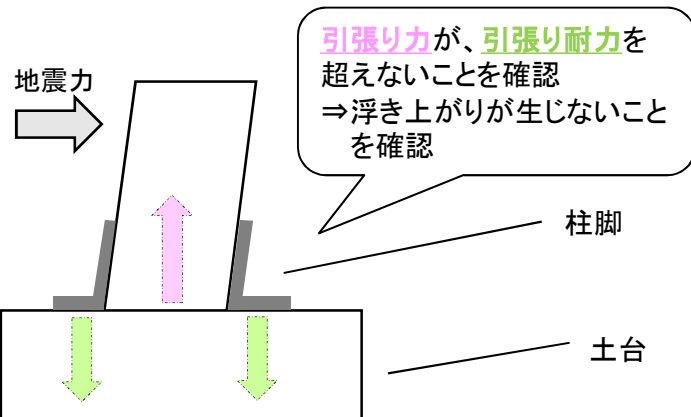 引張り力が、引張り耐力を
超えないことを確認
⇒浮き上がりが生じないこと
を確認
地震力
柱脚
土台